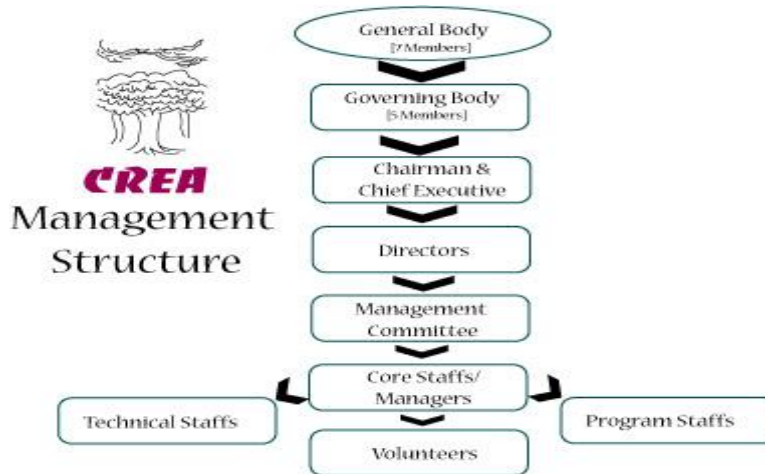 General Body
[7 Members]
Governing Body
[5 Members]
Chairman &
Chief Executive
CREA
Management
Structure
Directors
Management
Committee
Core Staffs/
Managers
Technical Staffs
Program Staffs
Volunteers